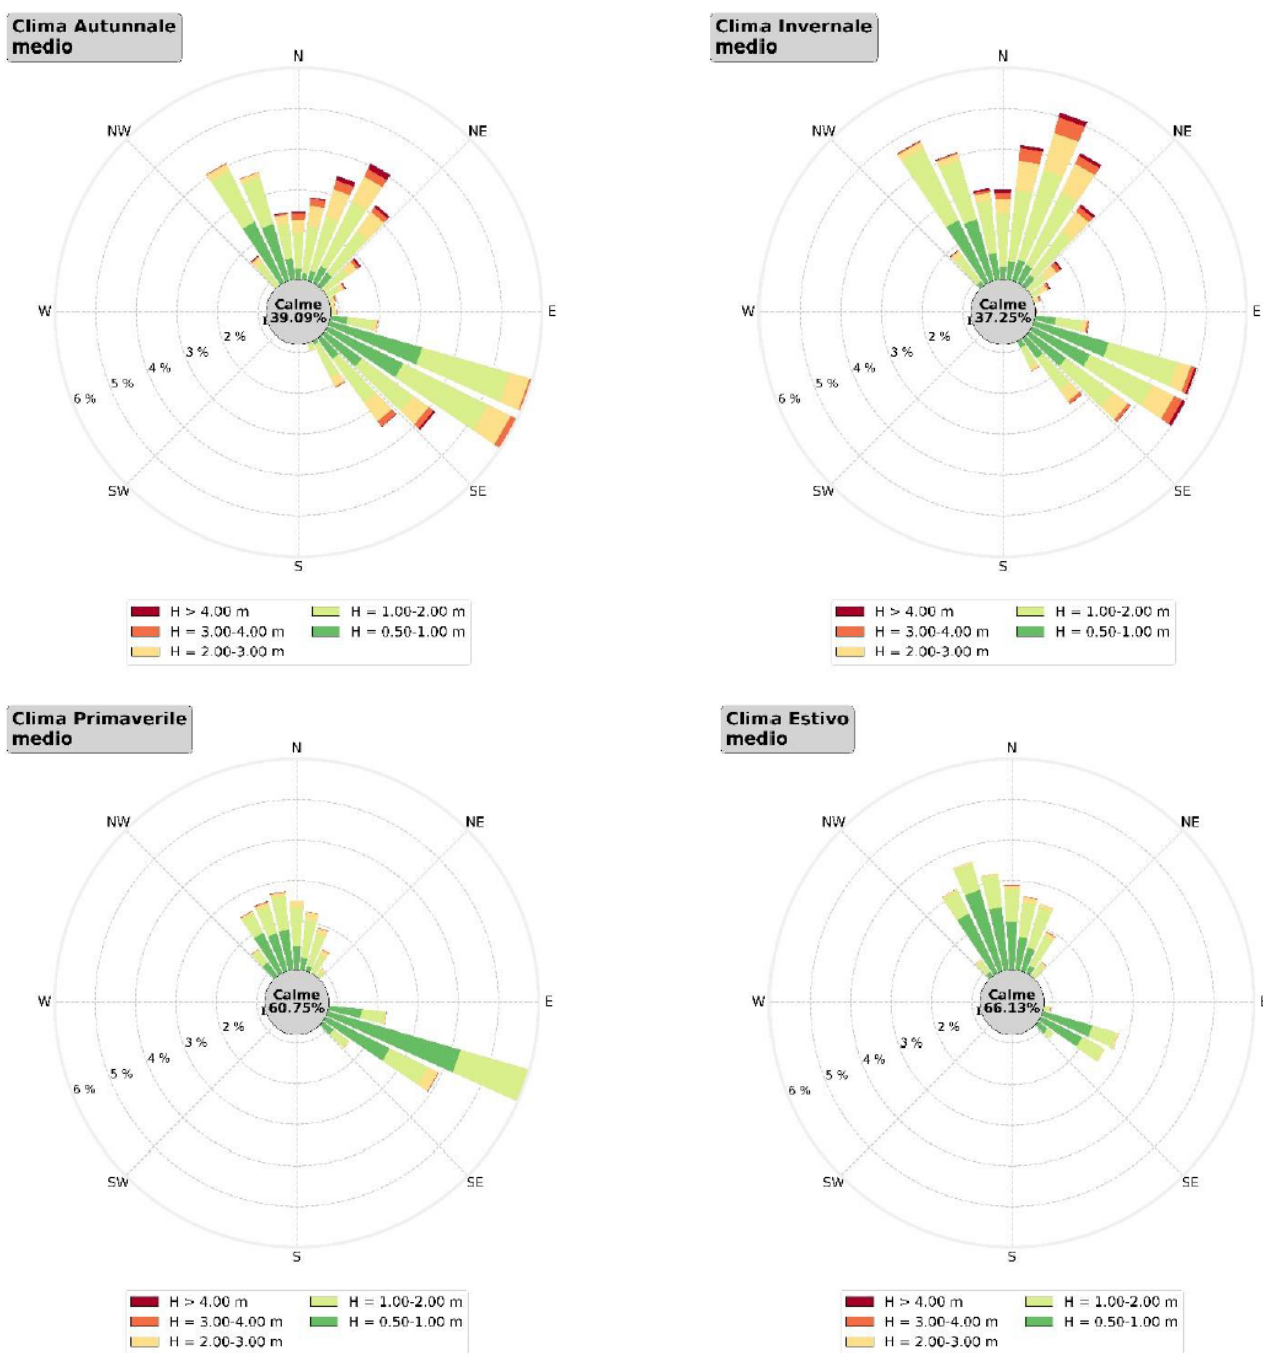 Clima Autunnale
medio
N
NW
NE
W
E
Calme
39.09%
2 %
3 %
4 %
5 %
6 %
SW
SE
S
H > 4.00 m
H = 3.00-4.00 m
H = 2.00-3.00 m
H = 1.00-2.00 m
H = 0.50-1.00 m
Clima Invernale
medio
N
NW
NE
W
E
Calme
37.25%
2 %
3 %
4 %
5 %
6 %
SW
SE
S
H > 4.00 m
H = 3.00-4.00 m
H = 2.00-3.00 m
H = 1.00-2.00 m
H = 0.50-1.00 m
Clima Primaverile
medio
N
NW
NE
W
E
Calme
60.75%
2 %
3 %
4 %
5 %
6 %
SW
SE
S
H > 4.00 m
H = 3.00-4.00 m
H = 2.00-3.00 m
H = 1.00-2.00 m
H = 0.50-1.00 m
Clima Estivo
medio
N
NW
NE
W
Calme
66.13%
2 %
3 %
4 %
5 %
6 %
SW
SE
S
H > 4.00 m
H = 3.00-4.00 m
H = 2.00-3.00 m
H = 1.00-2.00 m
H = 0.50-1.00 m